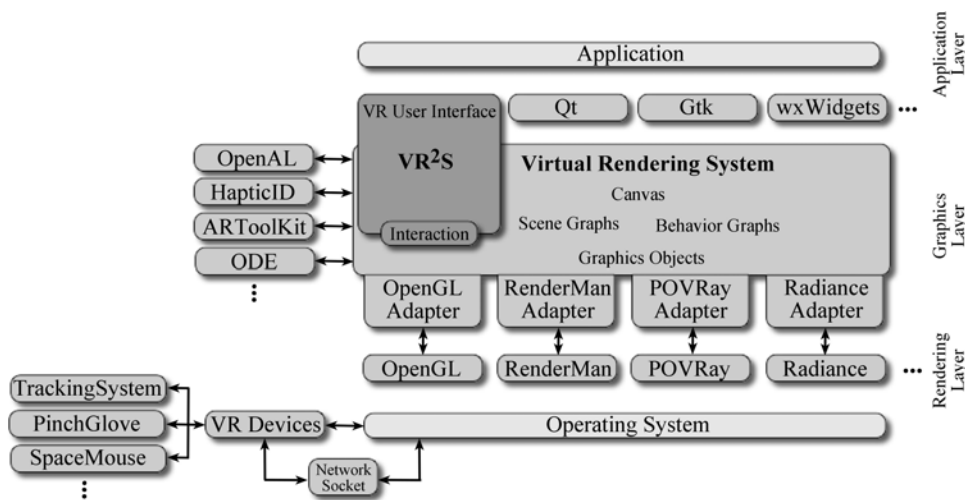 Application
Application
Layer
VR User Interface
Qt
Gtk
wxWidgets
...
VR²S
Virtual Rendering System
OpenAL
HapticID
ARToolKit
ODE
⋮
Canvas
Scene Graphs
Behavior Graphs
Interaction
Graphics Objects
Graphics
Layer
OpenGL
Adapter
RenderMan
Adapter
POVRay
Adapter
Radiance
Adapter
OpenGL
RenderMan
POVRay
Radiance
...
Rendering
Layer
TrackingSystem
PinchGlove
SpaceMouse
⋮
VR Devices
Operating System
Network
Socket